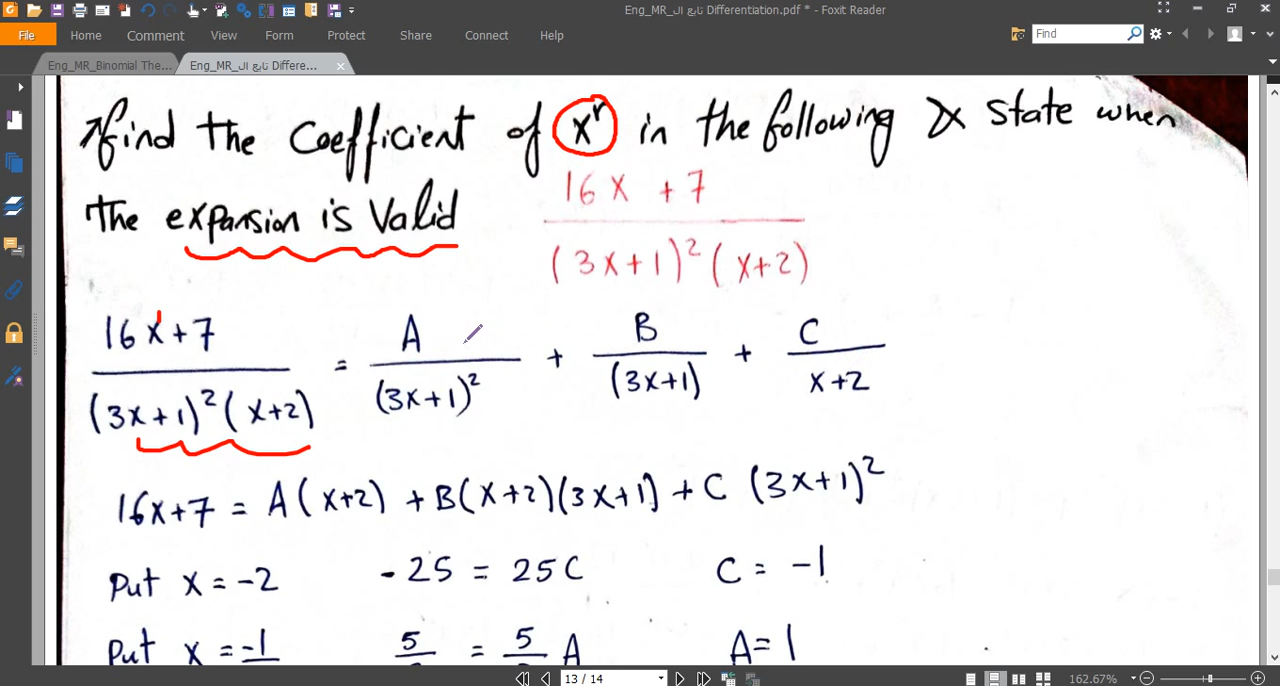 Eng_MR_تابع ال Differentiation.pdf * - Foxit Reader
File Home Comment View Form Protect Share Connect Help Find
Eng_MR_Binomial The... Eng_MR_تابع ال Differe...
find the Coefficient of xʳ in the following & State when
the expansion is Valid
16x + 7
(3x+1)² (x+2)
16x+7 = A + B + C
(3x+1)² (x+2) (3x+1)² (3x+1) x+2
16x+7 = A(x+2) + B(x+2)(3x+1) + C (3x+1)²
Put x = -2 -25 = 25C C = -1
Put x = -1 5 = 5 A A = 1
13 / 14 162.67%